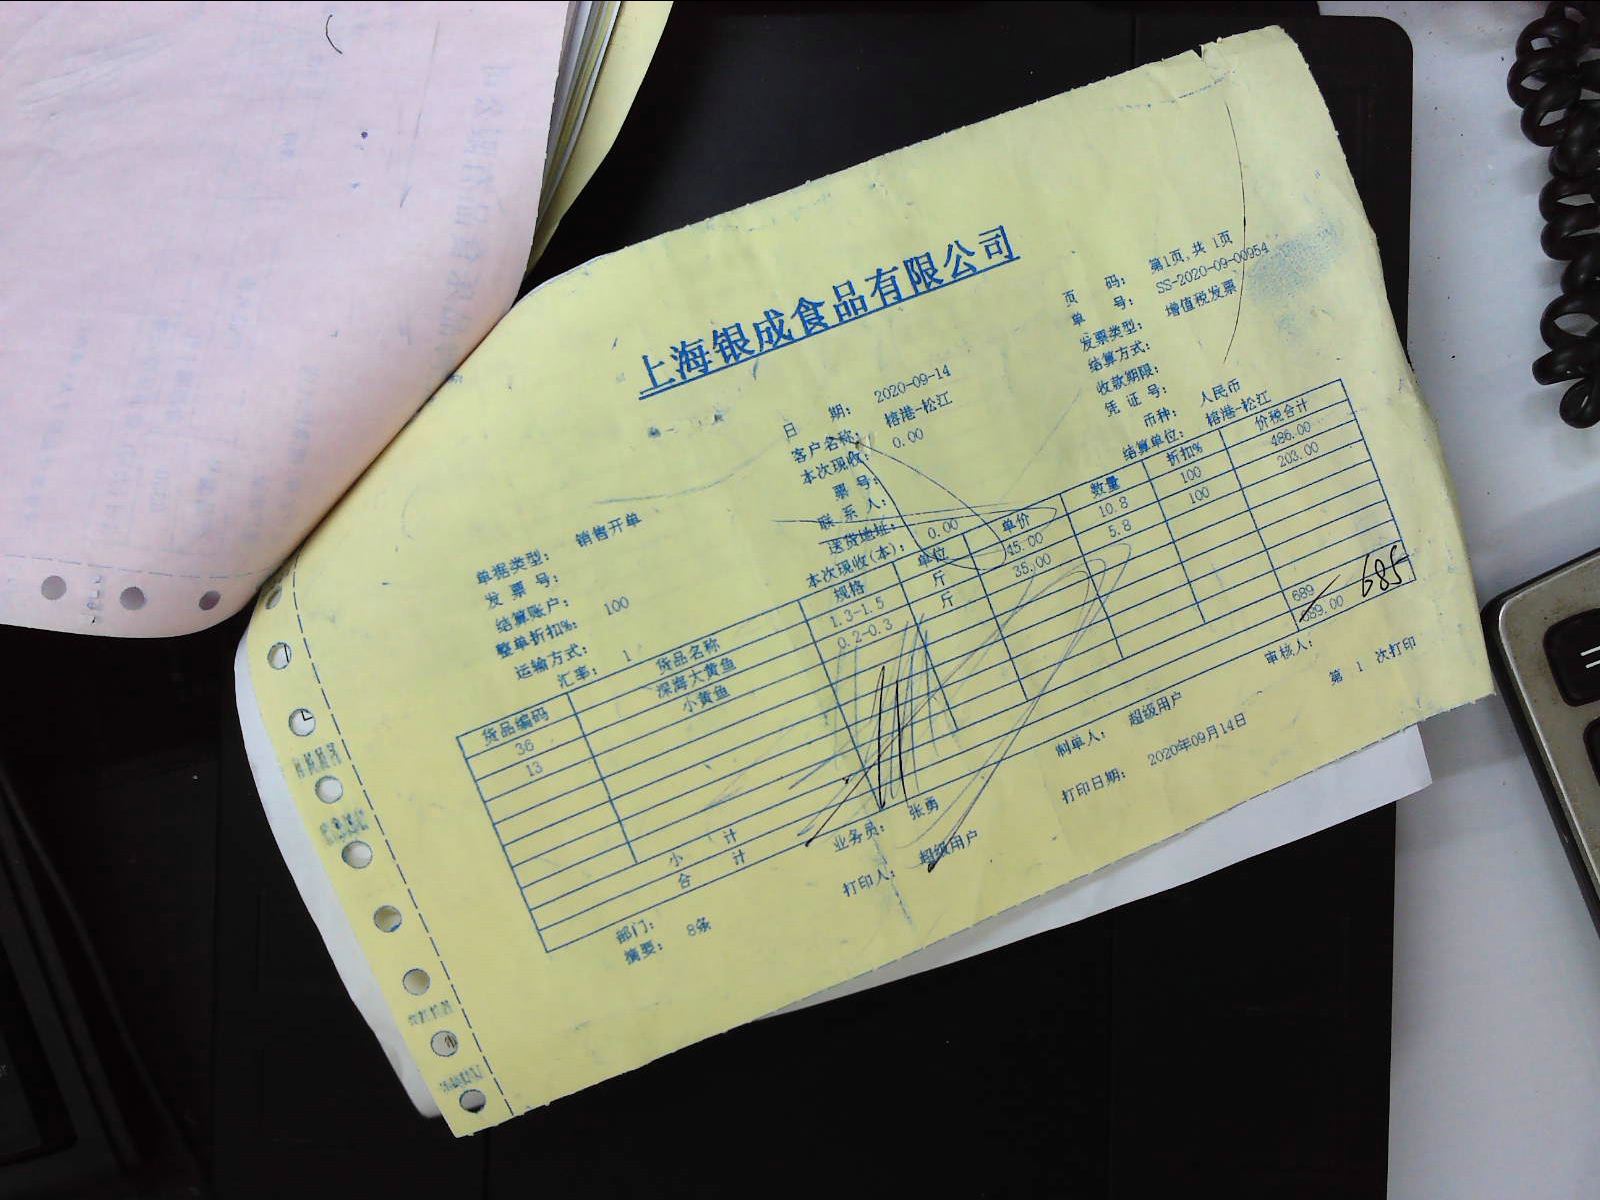 上海银成食品有限公司
页 码: 第1页,共 1页
单 号: SS-2020-09-00954
发票类型: 增值税发票
结算方式:
收款期限:
凭 证 号:
币种: 人民币
结算单位: 榕港-松江
日 期: 2020-09-14
客户名称: 榕港-松江
本次现收: 0.00
票 号:
联 系 人:
送货地址:
本次现收(本): 0.00
单据类型: 销售开单
发 票 号:
结算账户:
整单折扣%: 100
运输方式:
汇率: 1
货品编码 货品名称 规格 单位 单价 数量 折扣% 价税合计
36 深海大黄鱼 1.3-1.5 斤 45.00 10.8 100 486.00
13 小黄鱼 0.2-0.3 斤 35.00 5.8 100 203.00
小 计 689
合 计 689.00 685
部门: 业务员: 张勇 制单人: 超级用户 审核人:
摘要: 8条 打印人: 超级用户 打印日期: 2020年09月14日 第 1 次打印